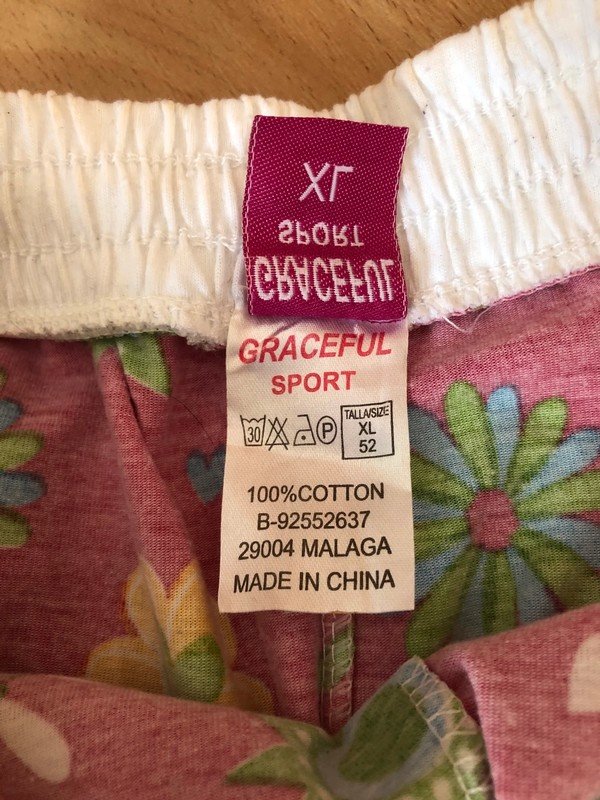 XL
SPORT
GRACEFUL
GRACEFUL
SPORT
30 P
TALLA/SIZE
XL
52
100%COTTON
B-92552637
29004 MALAGA
MADE IN CHINA